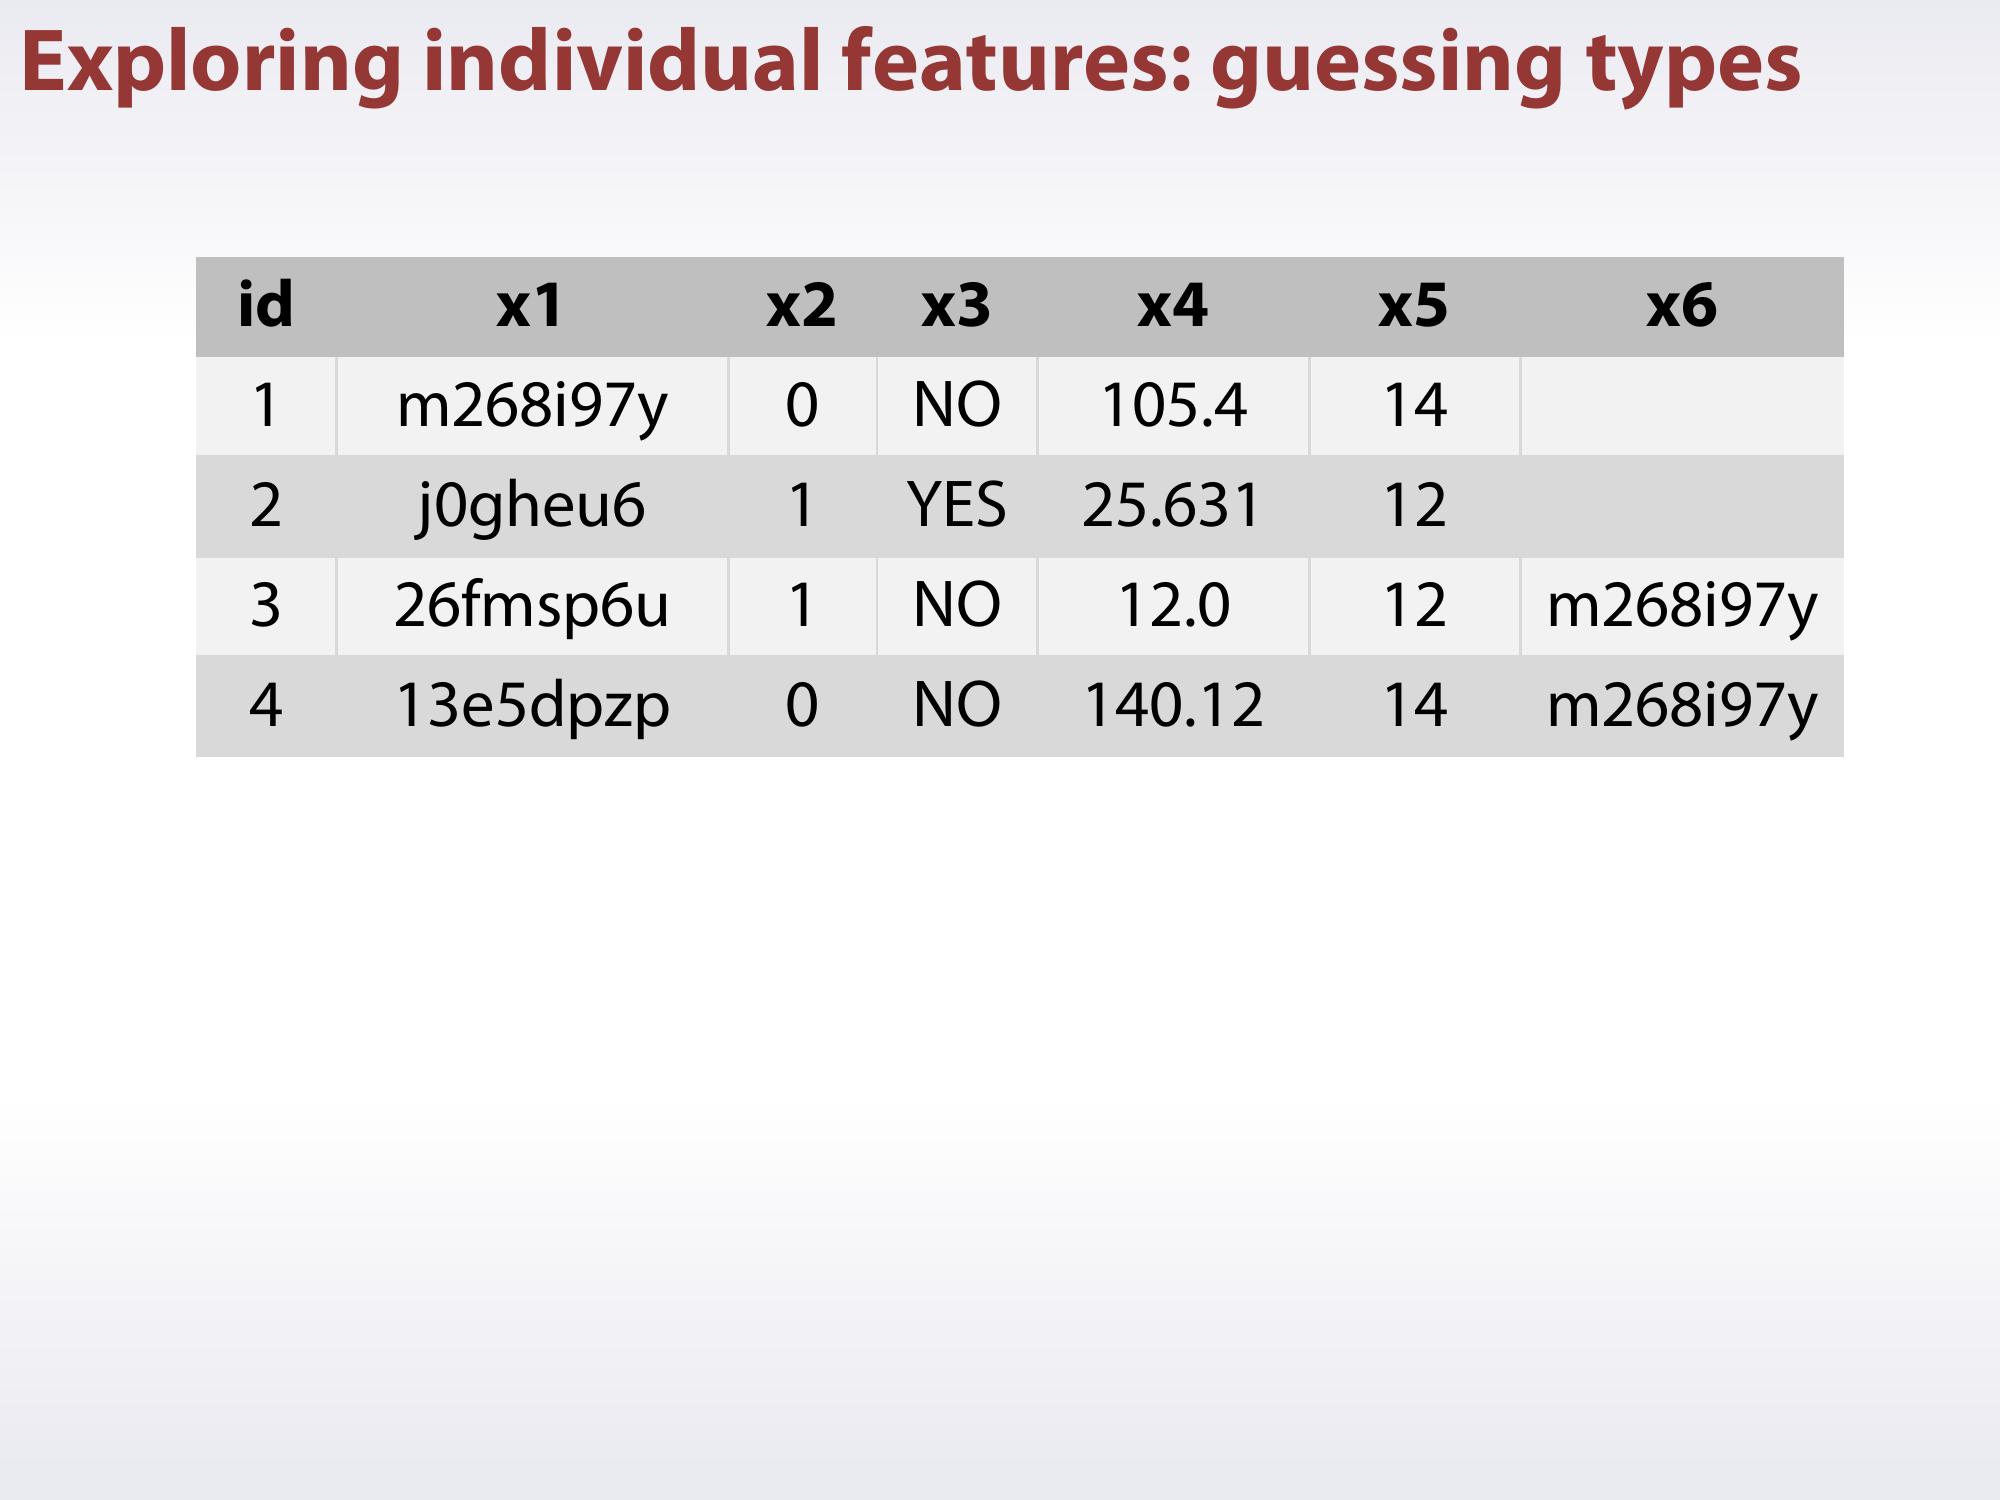 Exploring individual features: guessing types
id x1 x2 x3 x4 x5 x6
1 m268i97y 0 NO 105.4 14
2 j0gheu6 1 YES 25.631 12
3 26fmsp6u 1 NO 12.0 12 m268i97y
4 13e5dpzp 0 NO 140.12 14 m268i97y